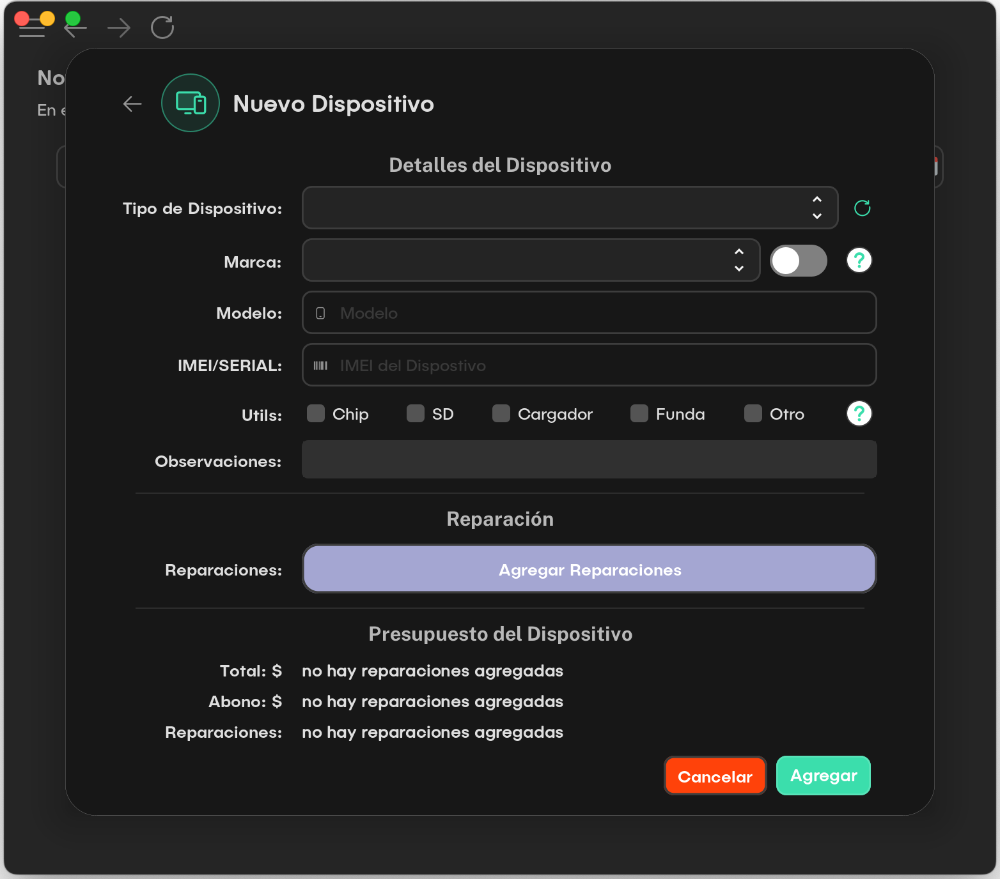 No
En e
Nuevo Dispositivo
Detalles del Dispositivo
Tipo de Dispositivo:
Marca:
?
Modelo:
Modelo
IMEI/SERIAL:
IMEI del Dispostivo
Utils:
Chip
SD
Cargador
Funda
Otro
?
Observaciones:
Reparación
Reparaciones:
Agregar Reparaciones
Presupuesto del Dispositivo
Total: $ no hay reparaciones agregadas
Abono: $ no hay reparaciones agregadas
Reparaciones: no hay reparaciones agregadas
Cancelar
Agregar